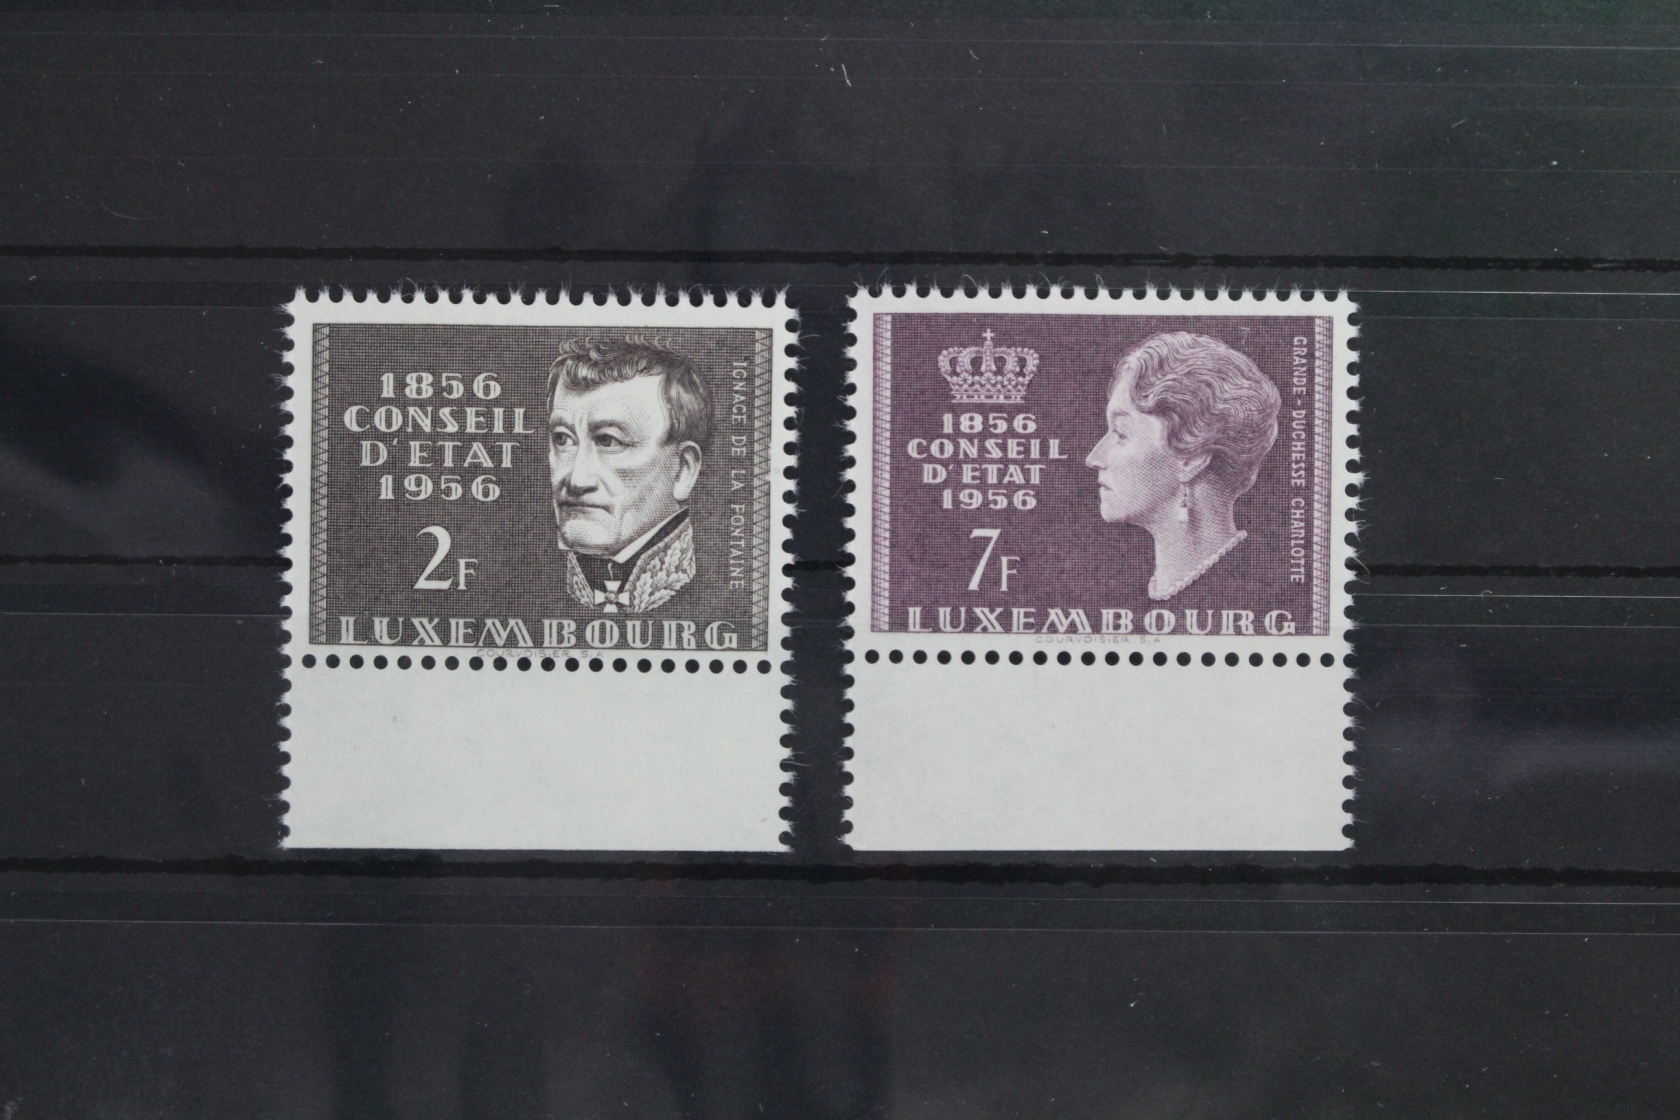 1856
CONSEIL
D'ETAT
1956
2F
IGNACE DE LA FONTAINE
LUXEMBOURG
COURVOISIER S.A
1856
CONSEIL
D'ETAT
1956
7F
GRANDE-DUCHESSE CHARLOTTE
LUXEMBOURG
COURVOISIER S.A